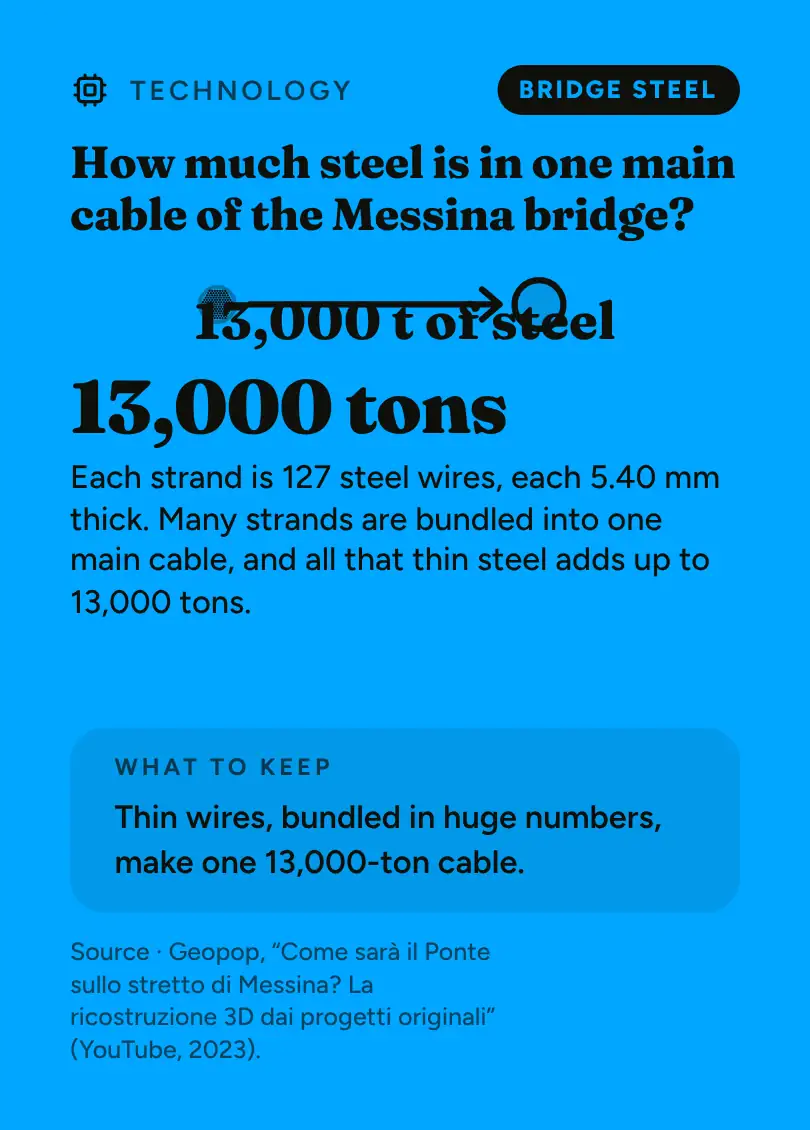 TECHNOLOGY
BRIDGE STEEL
How much steel is in one main
cable of the Messina bridge?
13,000 t of steel
13,000 tons
Each strand is 127 steel wires, each 5.40 mm
thick. Many strands are bundled into one
main cable, and all that thin steel adds up to
13,000 tons.
WHAT TO KEEP
Thin wires, bundled in huge numbers,
make one 13,000-ton cable.
Source · Geopop, “Come sarà il Ponte
sullo stretto di Messina? La
ricostruzione 3D dai progetti originali”
(YouTube, 2023).